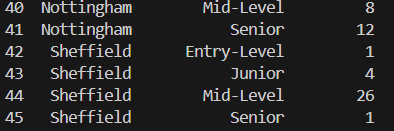 40 Nottingham Mid-Level 8
41 Nottingham Senior 12
42 Sheffield Entry-Level 1
43 Sheffield Junior 4
44 Sheffield Mid-Level 26
45 Sheffield Senior 1